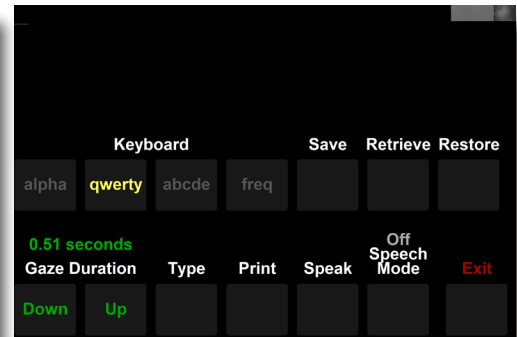 Keyboard Save Retrieve Restore
alpha qwerty abcde freq
0.51 seconds Off
Gaze Duration Type Print Speak Speech Mode Exit
Down Up